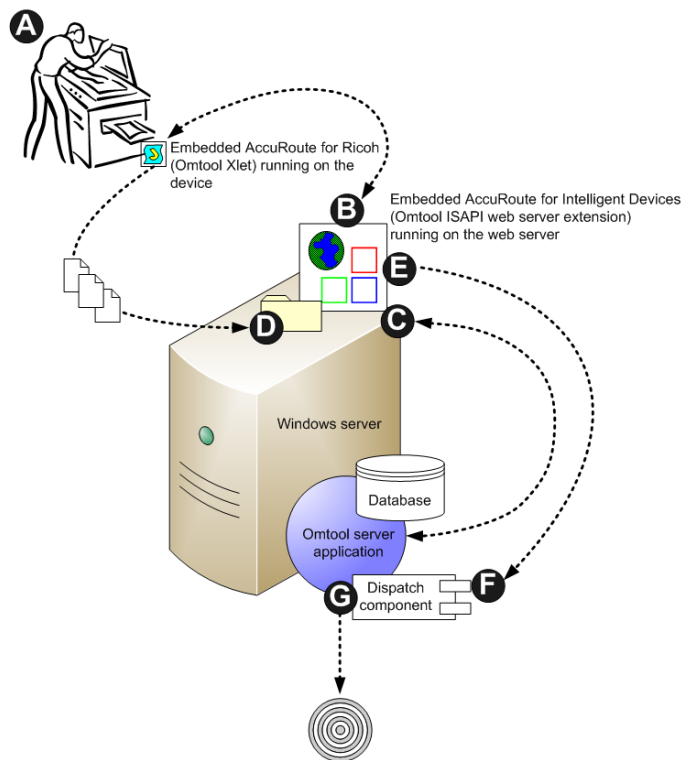 A
Embedded AccuRoute for Ricoh
(Omtool Xlet) running on the
device
B
Embedded AccuRoute for Intelligent Devices
(Omtool ISAPI web server extension)
running on the web server
E
D
C
Windows server
Database
Omtool server
application
F
G
Dispatch
component